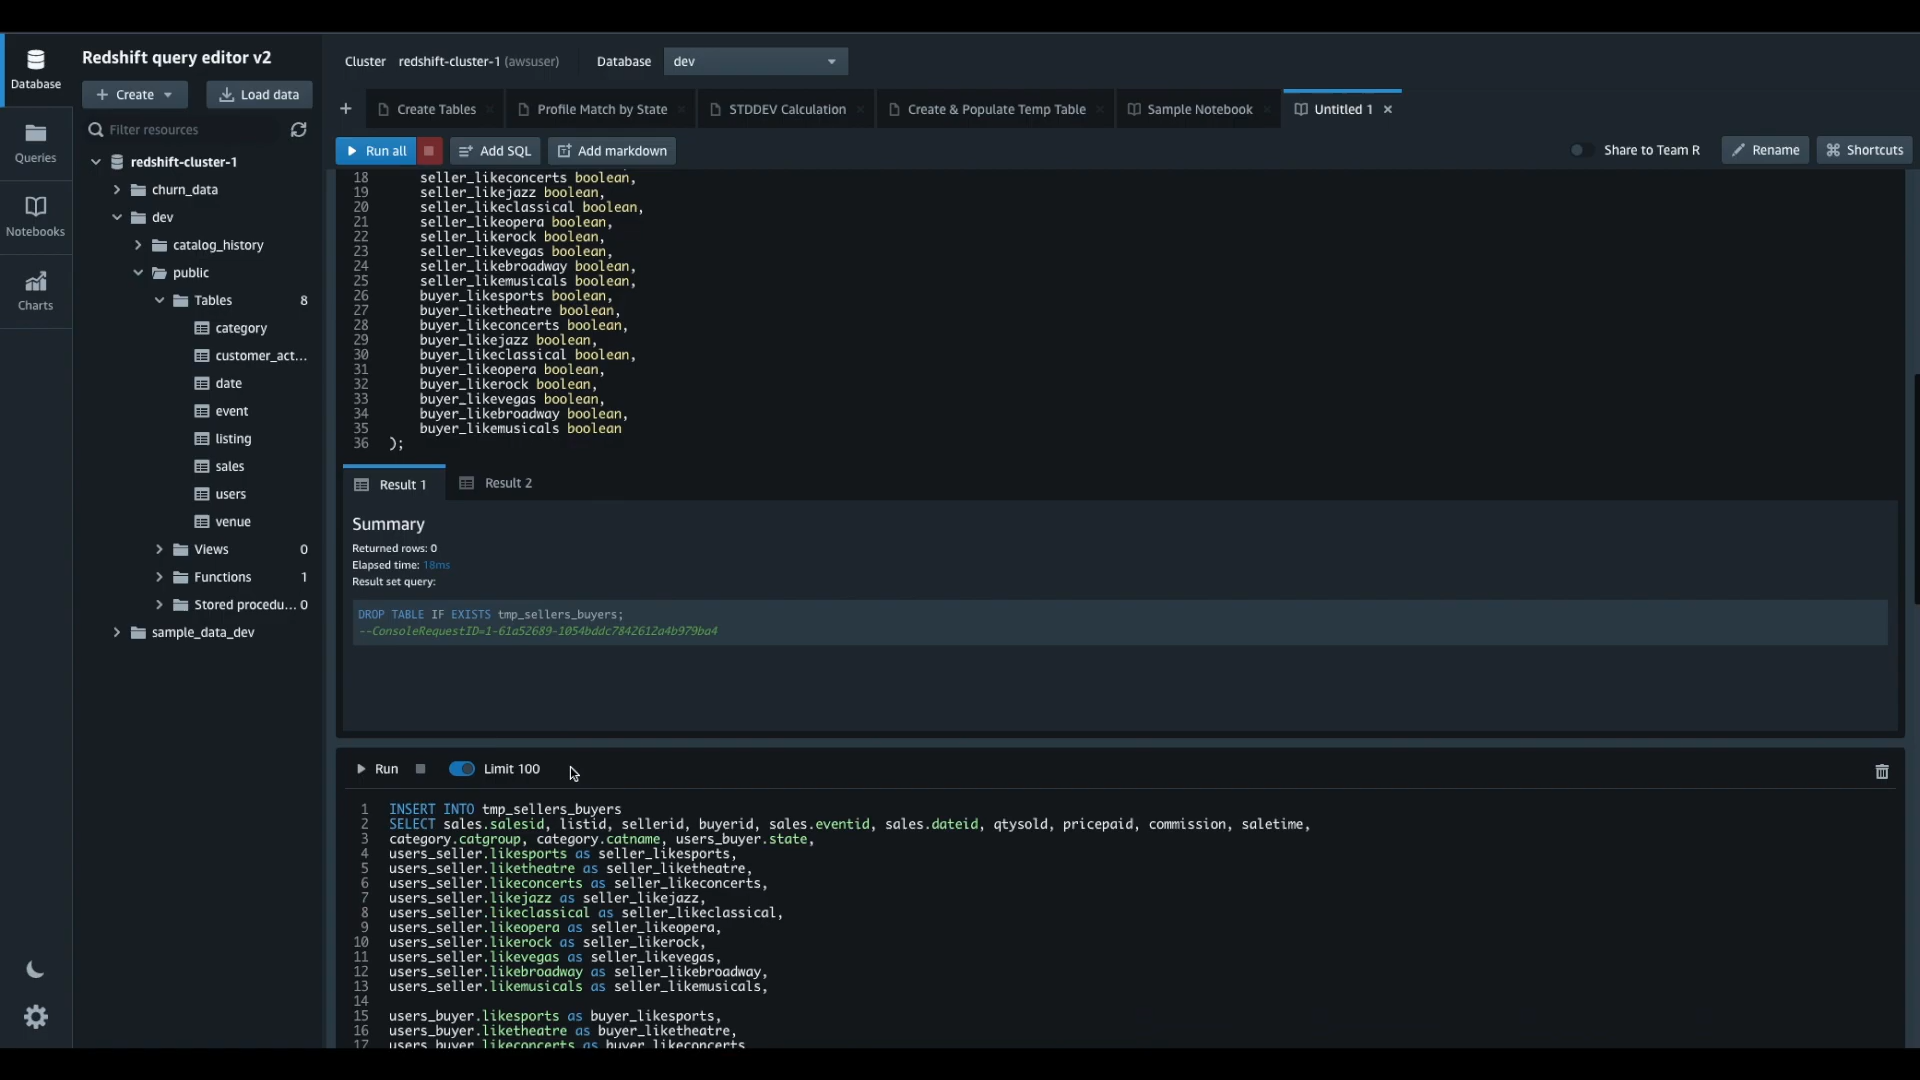 Redshift query editor v2
Cluster redshift-cluster-1 (awsuser)
Database dev
Database
Queries
Notebooks
Charts
Create
Load data
Filter resources
redshift-cluster-1
churn_data
dev
catalog_history
public
Tables 8
category
customer_act...
date
event
listing
sales
users
venue
Views 0
Functions 1
Stored procedu... 0
sample_data_dev
Create Tables
Profile Match by State
STDDEV Calculation
Create & Populate Temp Table
Sample Notebook
Untitled 1
Run all
Add SQL
Add markdown
Share to Team R
Rename
Shortcuts
18 seller_likeconcerts boolean,
19 seller_likejazz boolean,
20 seller_likeclassical boolean,
21 seller_likeopera boolean,
22 seller_likerock boolean,
23 seller_likevegas boolean,
24 seller_likebroadway boolean,
25 seller_likemusicals boolean,
26 buyer_likesports boolean,
27 buyer_liketheatre boolean,
28 buyer_likeconcerts boolean,
29 buyer_likejazz boolean,
30 buyer_likeclassical boolean,
31 buyer_likeopera boolean,
32 buyer_likerock boolean,
33 buyer_likevegas boolean,
34 buyer_likebroadway boolean,
35 buyer_likemusicals boolean
36 );
Result 1
Result 2
Summary
Returned rows: 0
Elapsed time: 18ms
Result set query:
DROP TABLE IF EXISTS tmp_sellers_buyers;
--ConsoleRequestID=1-61a52689-1054bddc7842612a4b979ba4
Run
Limit 100
1 INSERT INTO tmp_sellers_buyers
2 SELECT sales.salesid, listid, sellerid, buyerid, sales.eventid, sales.dateid, qtysold, pricepaid, commission, saletime,
3 category.catgroup, category.catname, users_buyer.state,
4 users_seller.likesports as seller_likesports,
5 users_seller.liketheatre as seller_liketheatre,
6 users_seller.likeconcerts as seller_likeconcerts,
7 users_seller.likejazz as seller_likejazz,
8 users_seller.likeclassical as seller_likeclassical,
9 users_seller.likeopera as seller_likeopera,
10 users_seller.likerock as seller_likerock,
11 users_seller.likevegas as seller_likevegas,
12 users_seller.likebroadway as seller_likebroadway,
13 users_seller.likemusicals as seller_likemusicals,
14
15 users_buyer.likesports as buyer_likesports,
16 users_buyer.liketheatre as buyer_liketheatre,
17 users_buyer.likeconcerts as buyer_likeconcerts